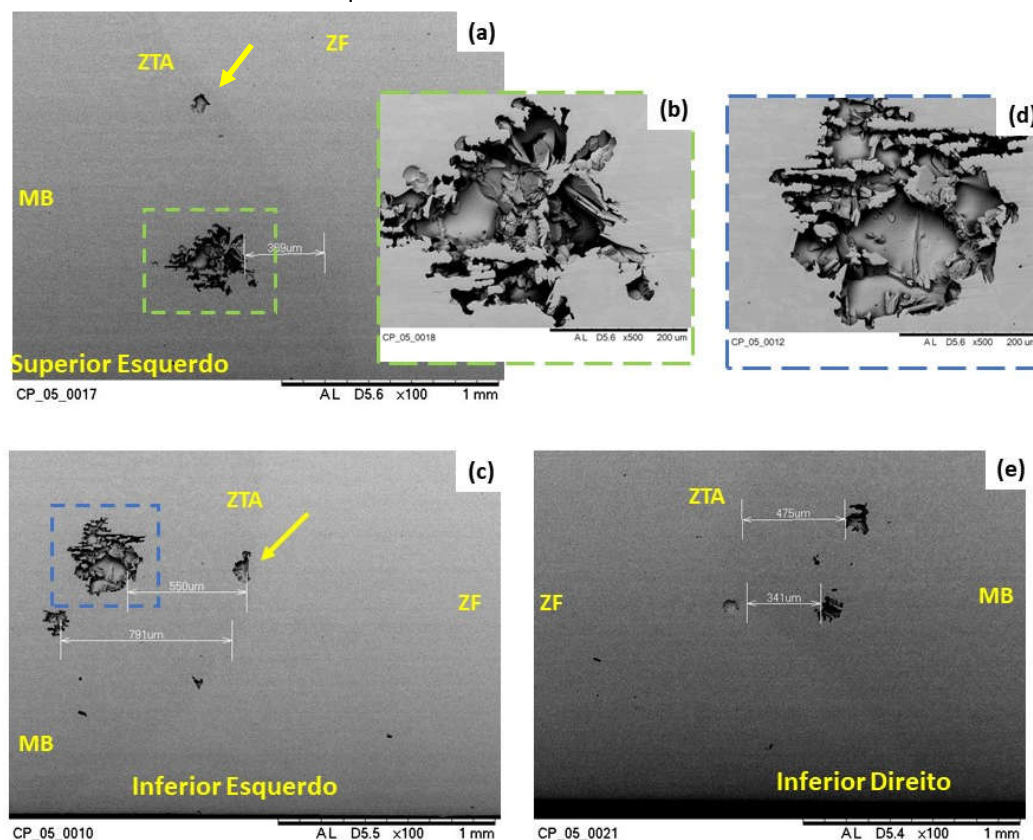 (a)
ZF
ZTA
MB
369um
Superior Esquerdo
CP_05_0017
AL D5.6 x100 1 mm
(b)
CP_05_0018
AL D5.6 x500 200 um
(d)
CP_05_0012
AL D5.6 x500 200 um
(c)
ZTA
550um
ZF
791um
MB
Inferior Esquerdo
CP_05_0010
AL D5.5 x100 1 mm
(e)
ZTA
475um
MB
ZF
341um
Inferior Direito
CP_05_0021
AL D5.4 x100 1 mm